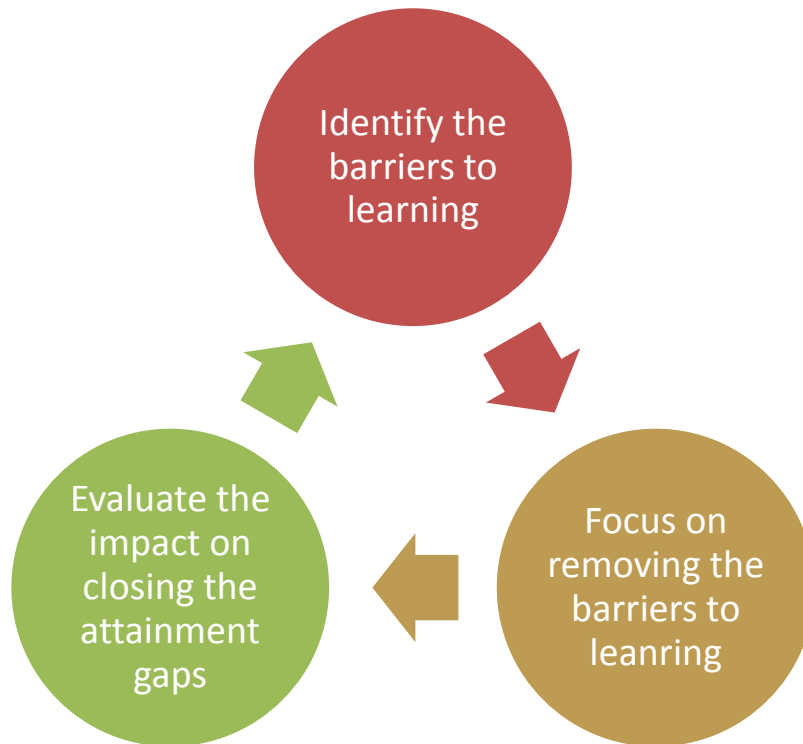 Identify the
barriers to
learning
Focus on
removing the
barriers to
leanring
Evaluate the
impact on
closing the
attainment
gaps